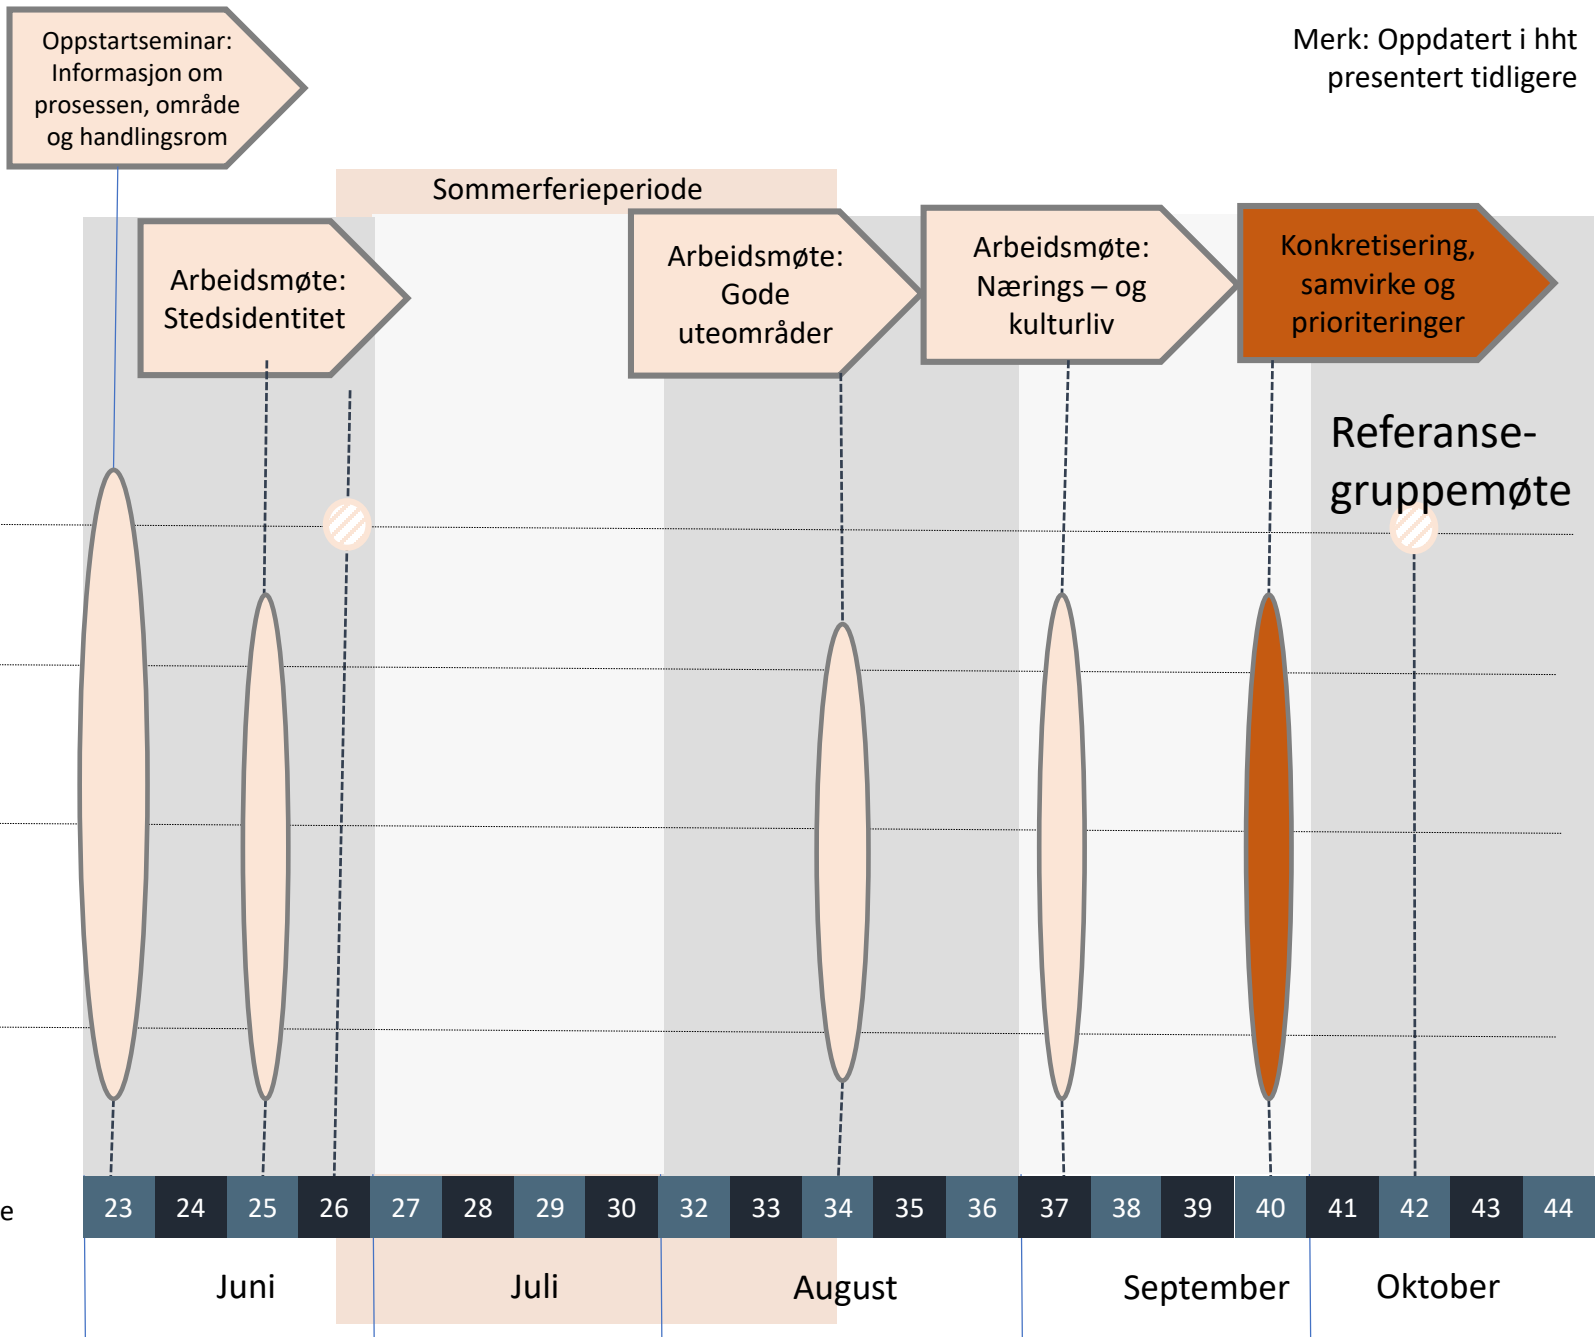 Oppstartseminar:
Informasjon om
prosessen, område
og handlingsrom
Merk: Oppdatert i hht
presentert tidligere
Sommerferieperiode
Arbeidsmøte:
Stedsidentitet
Arbeidsmøte:
Gode
uteområder
Arbeidsmøte:
Nærings – og
kulturliv
Konkretisering,
samvirke og
prioriteringer
Referanse-
gruppemøte
e 23 24 25 26 27 28 29 30 32 33 34 35 36 37 38 39 40 41 42 43 44
Juni Juli August September Oktober